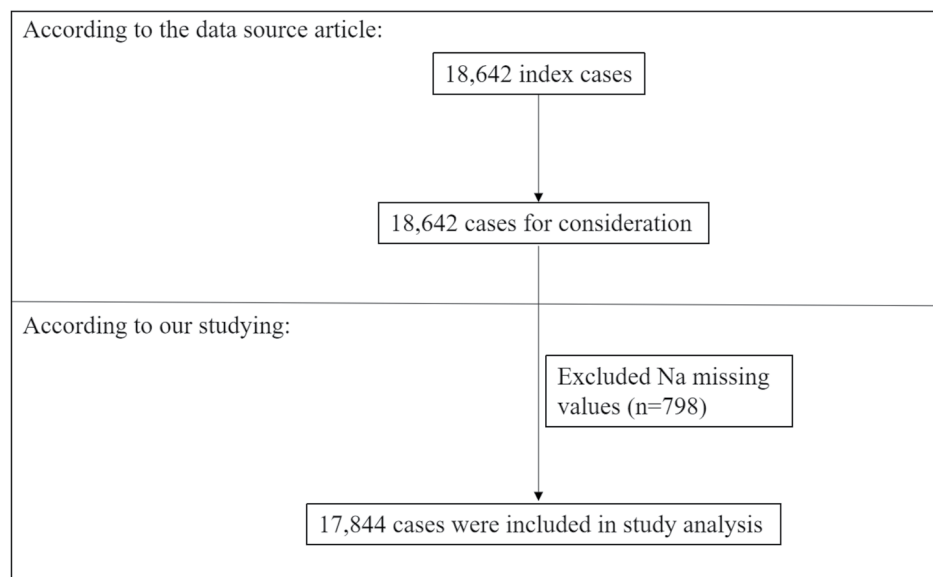 According to the data source article:
18,642 index cases
18,642 cases for consideration
According to our studying:
Excluded Na missing
values (n=798)
17,844 cases were included in study analysis